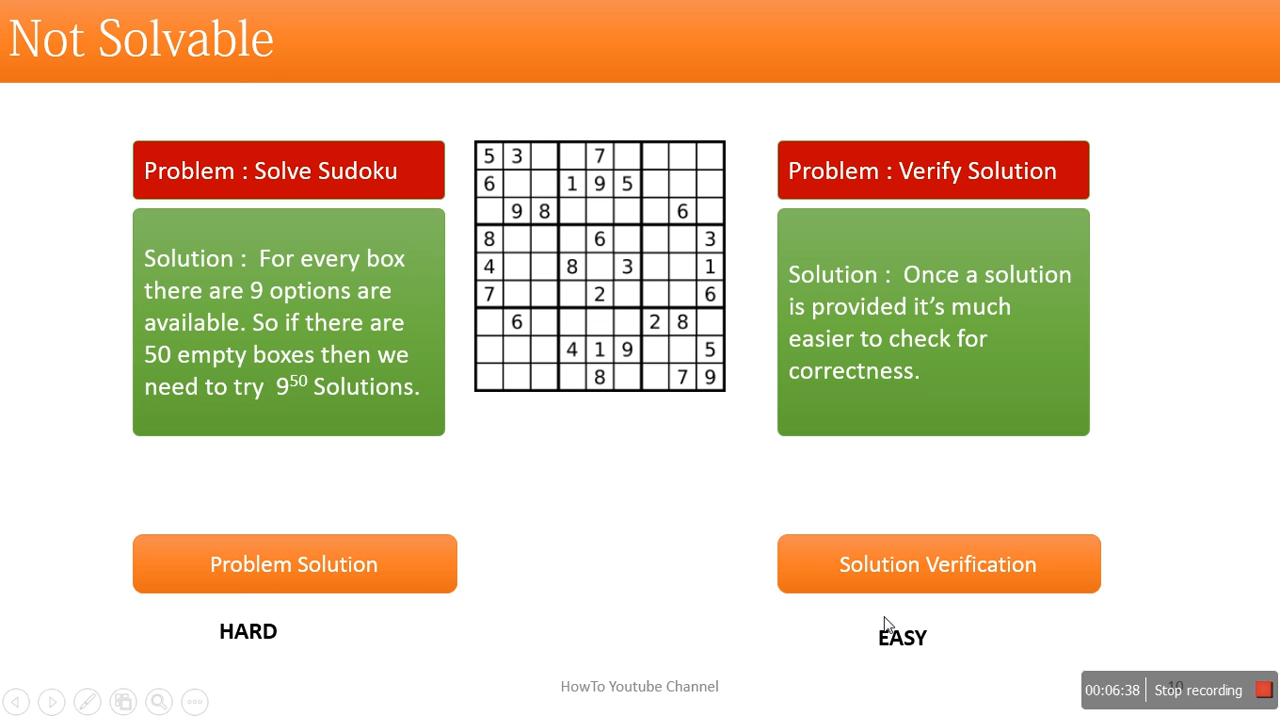 Not Solvable
Problem : Solve Sudoku
Solution :  For every box
there are 9 options are
available. So if there are
50 empty boxes then we
need to try  9⁵⁰ Solutions.
5 3 7
6 1 9 5
9 8 6
8 6 3
4 8 3 1
7 2 6
6 2 8
4 1 9 5
8 7 9
Problem : Verify Solution
Solution :  Once a solution
is provided it’s much
easier to check for
correctness.
Problem Solution
Solution Verification
HARD
EASY
HowTo Youtube Channel
10
00:06:38 Stop recording